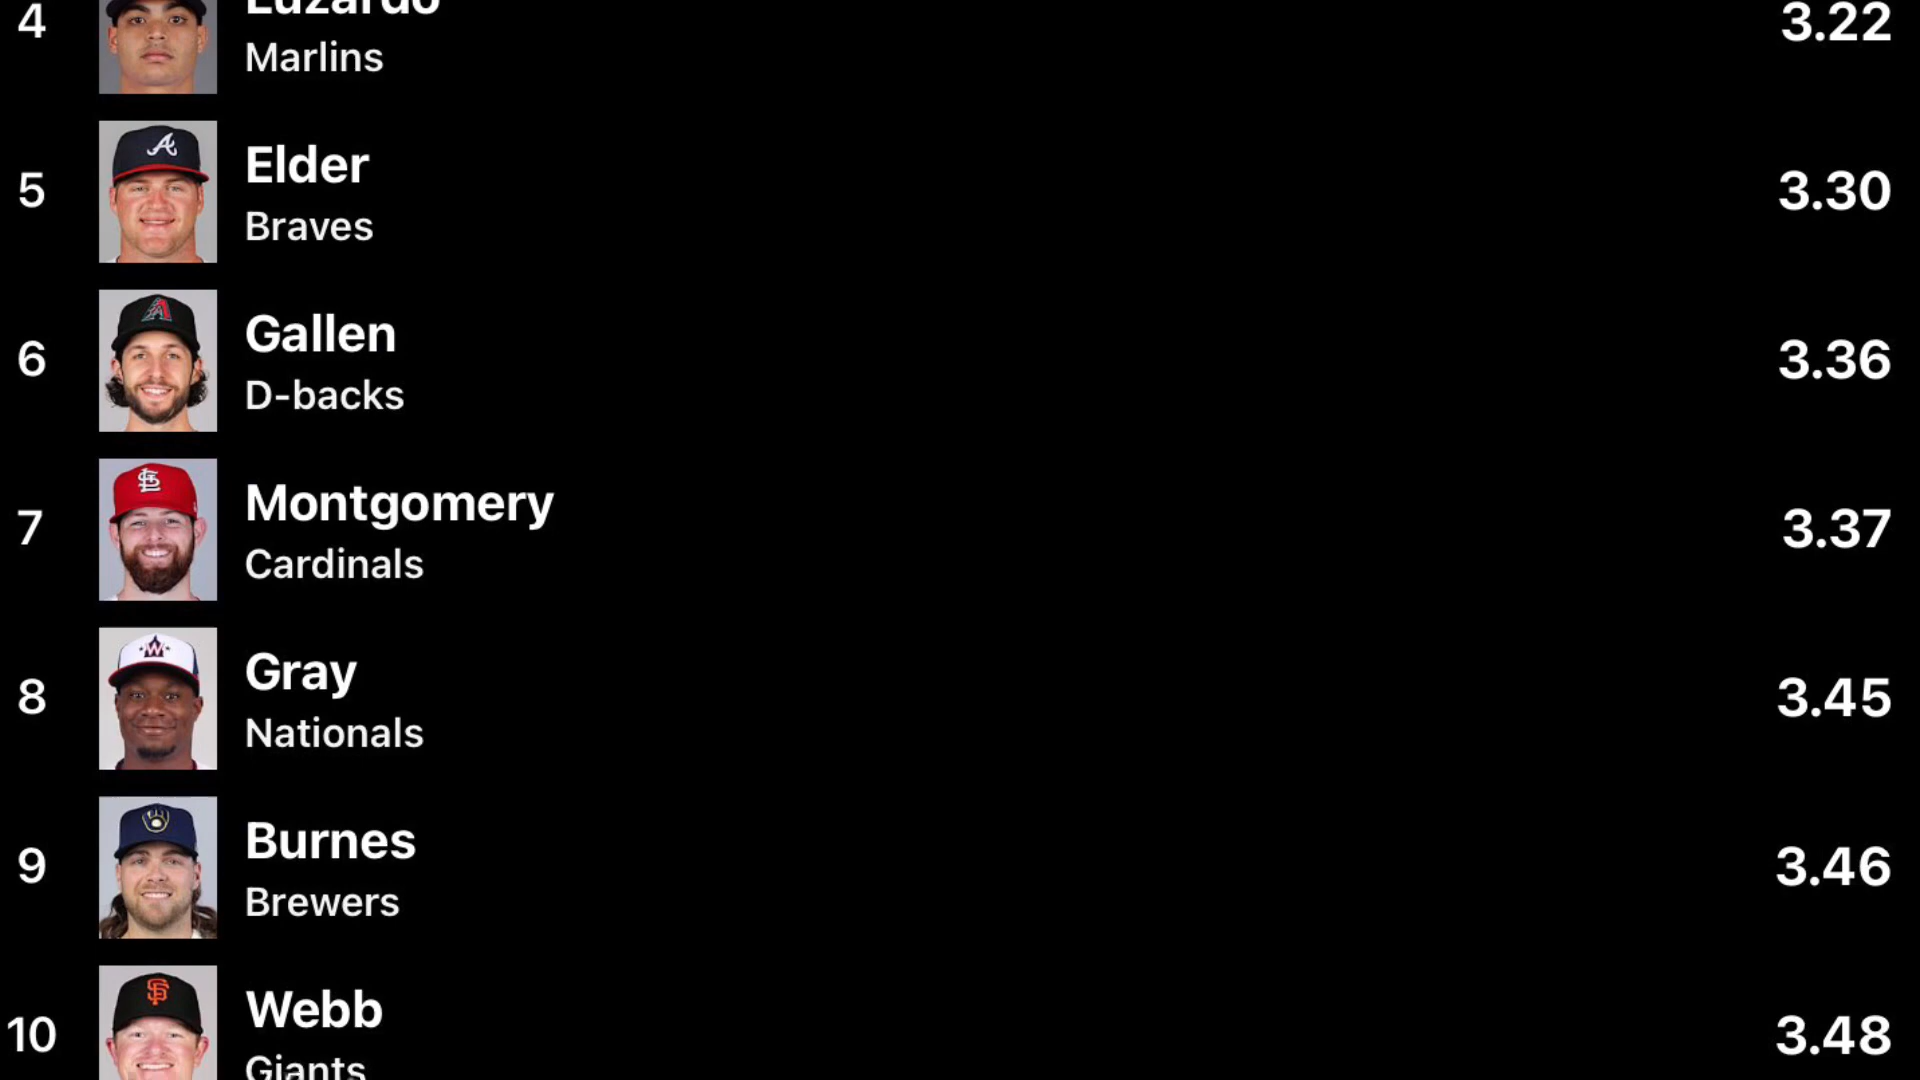 4
Luzardo
Marlins
3.22
5
Elder
Braves
3.30
6
Gallen
D-backs
3.36
7
Montgomery
Cardinals
3.37
8
Gray
Nationals
3.45
9
Burnes
Brewers
3.46
10
Webb
Giants
3.48